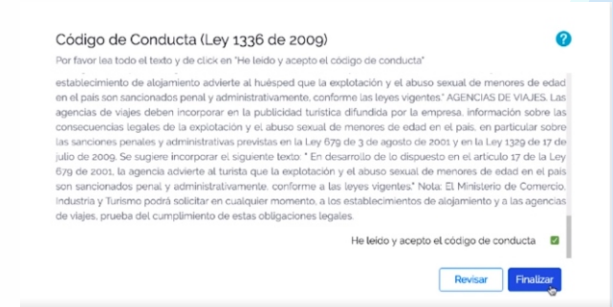 Código de Conducta (Ley 1336 de 2009)
?
Por favor lea todo el texto y de click en "He leido y acepto el código de conducta"
establecimiento de alojamiento advierte al huésped que la explotación y el abuso sexual de menores de edad
en el país son sancionados penal y administrativamente, conforme las leyes vigentes." AGENCIAS DE VIAJES. Las
agencias de viajes deben incorporar en la publicidad turística difundida por la empresa, información sobre las
consecuencias legales de la explotación y el abuso sexual de menores de edad en el país, en particular sobre
las sanciones penales y administrativas previstas en la Ley 679 de 3 de agosto de 2001 y en la Ley 1329 de 17 de
julio de 2009. Se sugiere incorporar el siguiente texto: " En desarrollo de lo dispuesto en el artículo 17 de la Ley
679 de 2001, la agencia advierte al turista que la explotación y el abuso sexual de menores de edad en el país
son sancionados penal y administrativamente, conforme a las leyes vigentes." Nota: El Ministerio de Comercio,
Industria y Turismo podrá solicitar en cualquier momento, a los establecimientos de alojamiento y a las agencias
de viajes, prueba del cumplimiento de estas obligaciones legales.
He leído y acepto el código de conducta
Revisar Finalizar